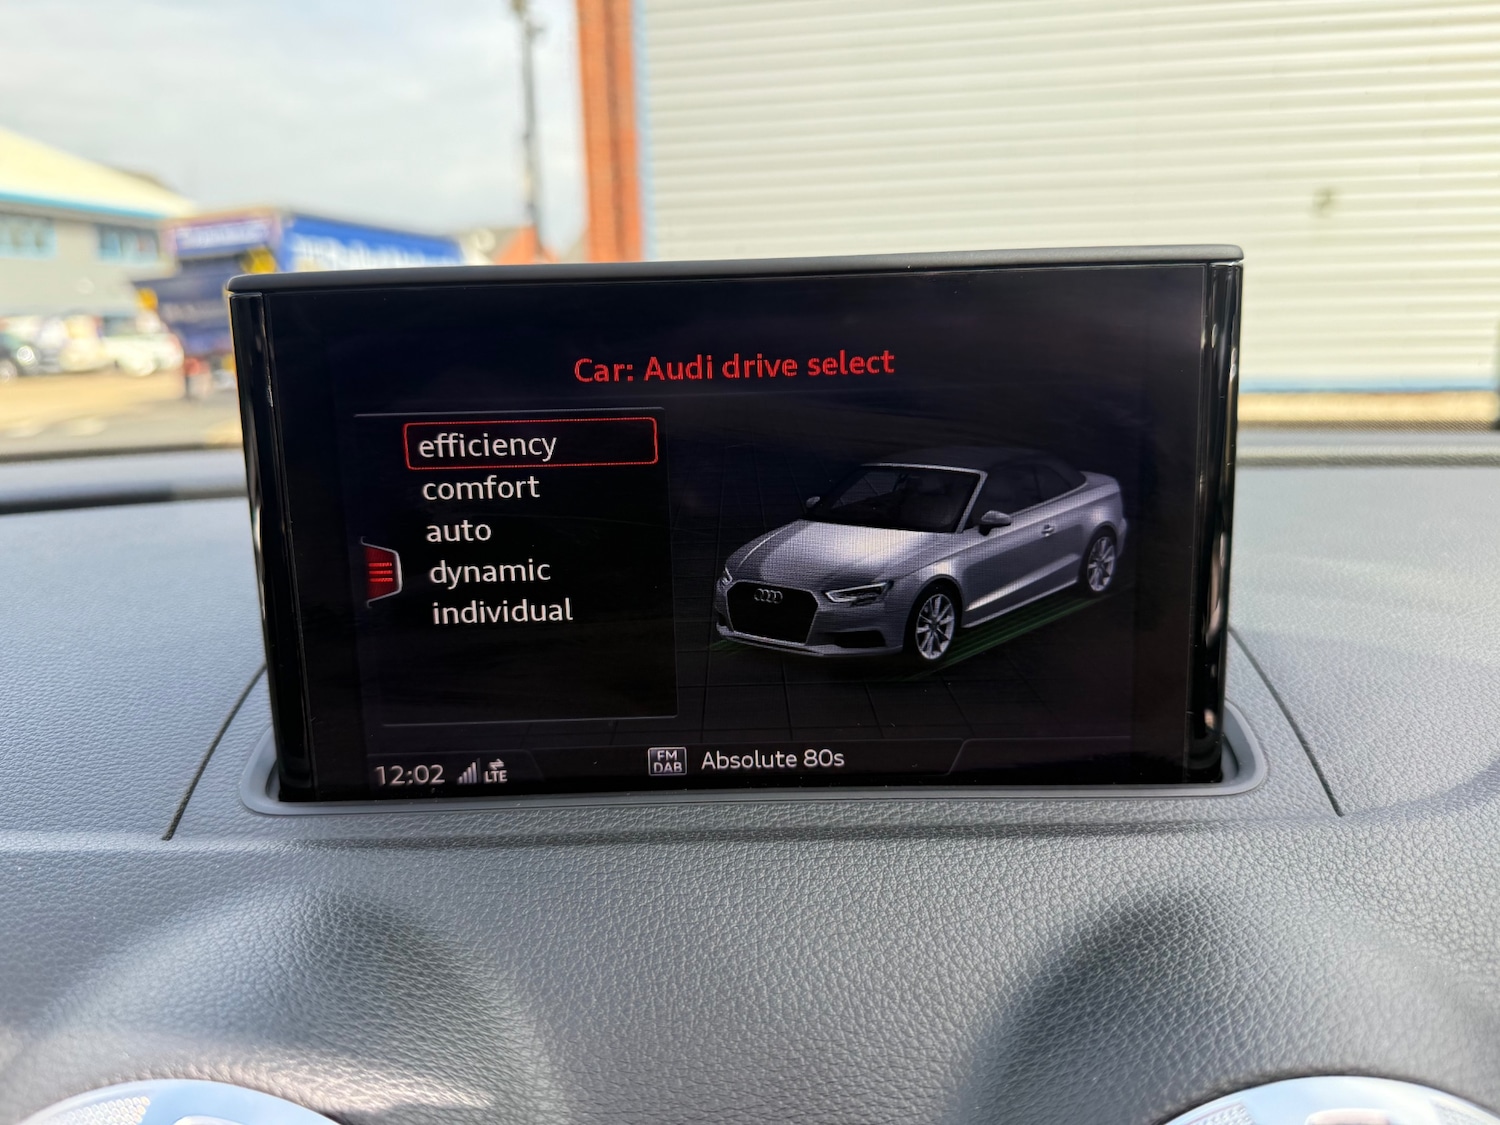 Car: Audi drive select
efficiency
comfort
auto
dynamic
individual
12:02
LTE
FM
DAB
Absolute 80s